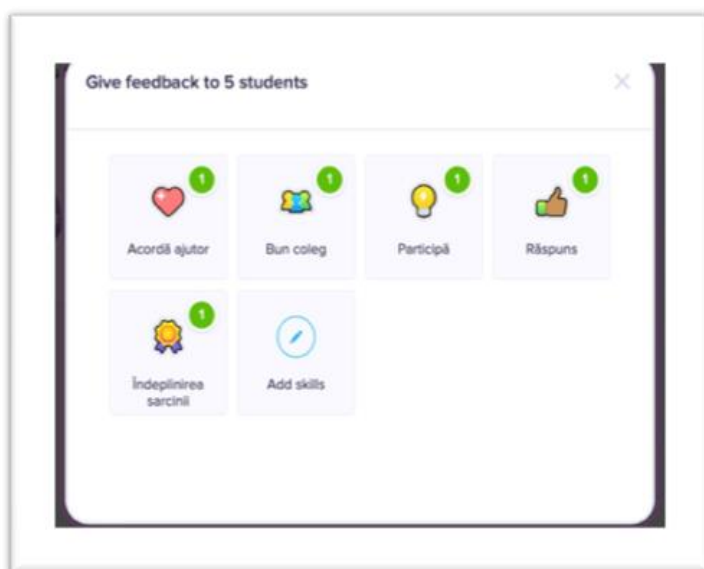 Give feedback to 5 students
1
1
1
1
Acordă ajutor
Bun coleg
Participă
Răspuns
1
Îndeplinirea
sarcinii
Add skills